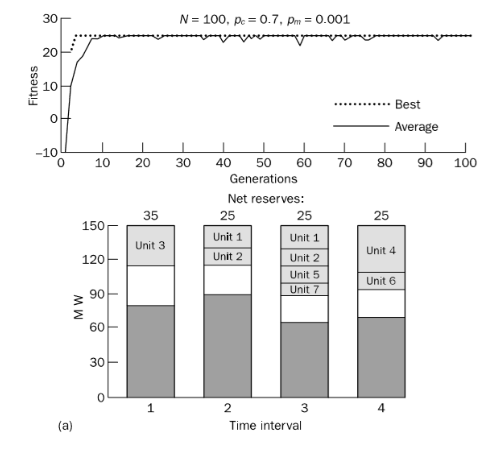 N = 100, pc = 0.7, pm = 0.001
30
20
10
0
–10
Fitness
Best
Average
0 10 20 30 40 50 60 70 80 90 100
Generations
Net reserves:
35 25 25 25
150
120
90
60
30
0
M W
Unit 3
Unit 1
Unit 2
Unit 1
Unit 2
Unit 5
Unit 7
Unit 4
Unit 6
1 2 3 4
(a) Time interval